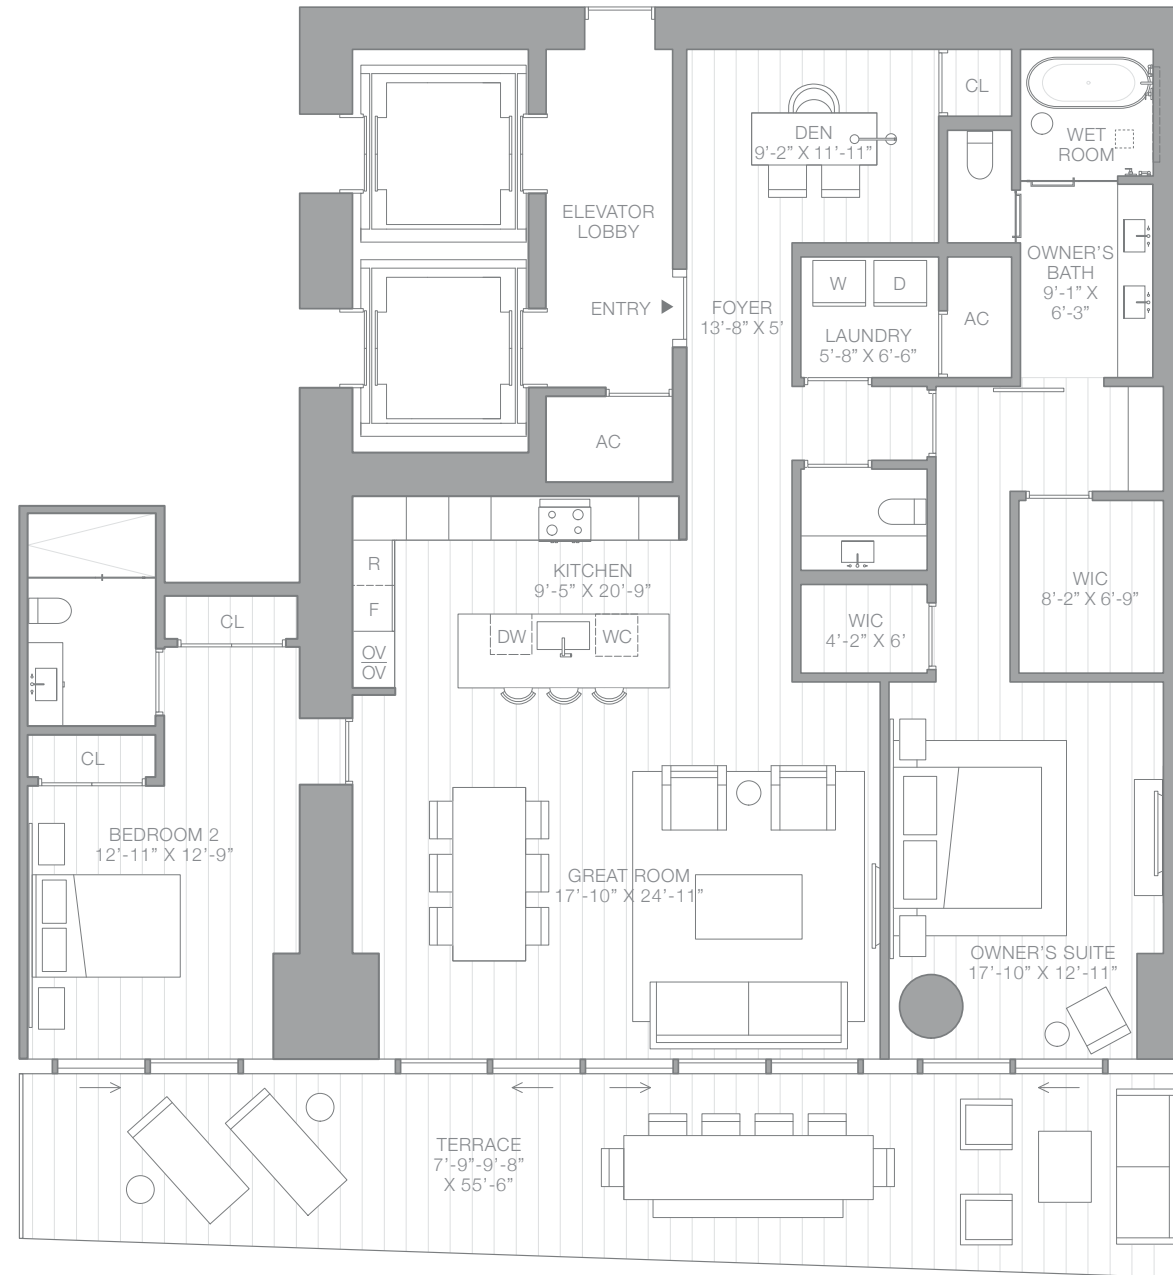 CL
DEN
9'-2” X 11'-11”
WET
ROOM
ELEVATOR
LOBBY
OWNER'S
BATH
9'-1” X
6'-3”
W
D
ENTRY
FOYER
13'-8” X 5'
AC
LAUNDRY
5'-8” X 6'-6”
AC
R
KITCHEN
9'-5” X 20'-9”
F
WIC
8'-2” X 6'-9”
CL
DW
WC
WIC
4'-2” X 6'
OV
OV
CL
BEDROOM 2
12'-11” X 12'-9”
GREAT ROOM
17'-10” X 24'-11”
OWNER'S SUITE
17'-10” X 12'-11”
TERRACE
7'-9”-9'-8”
X 55'-6”